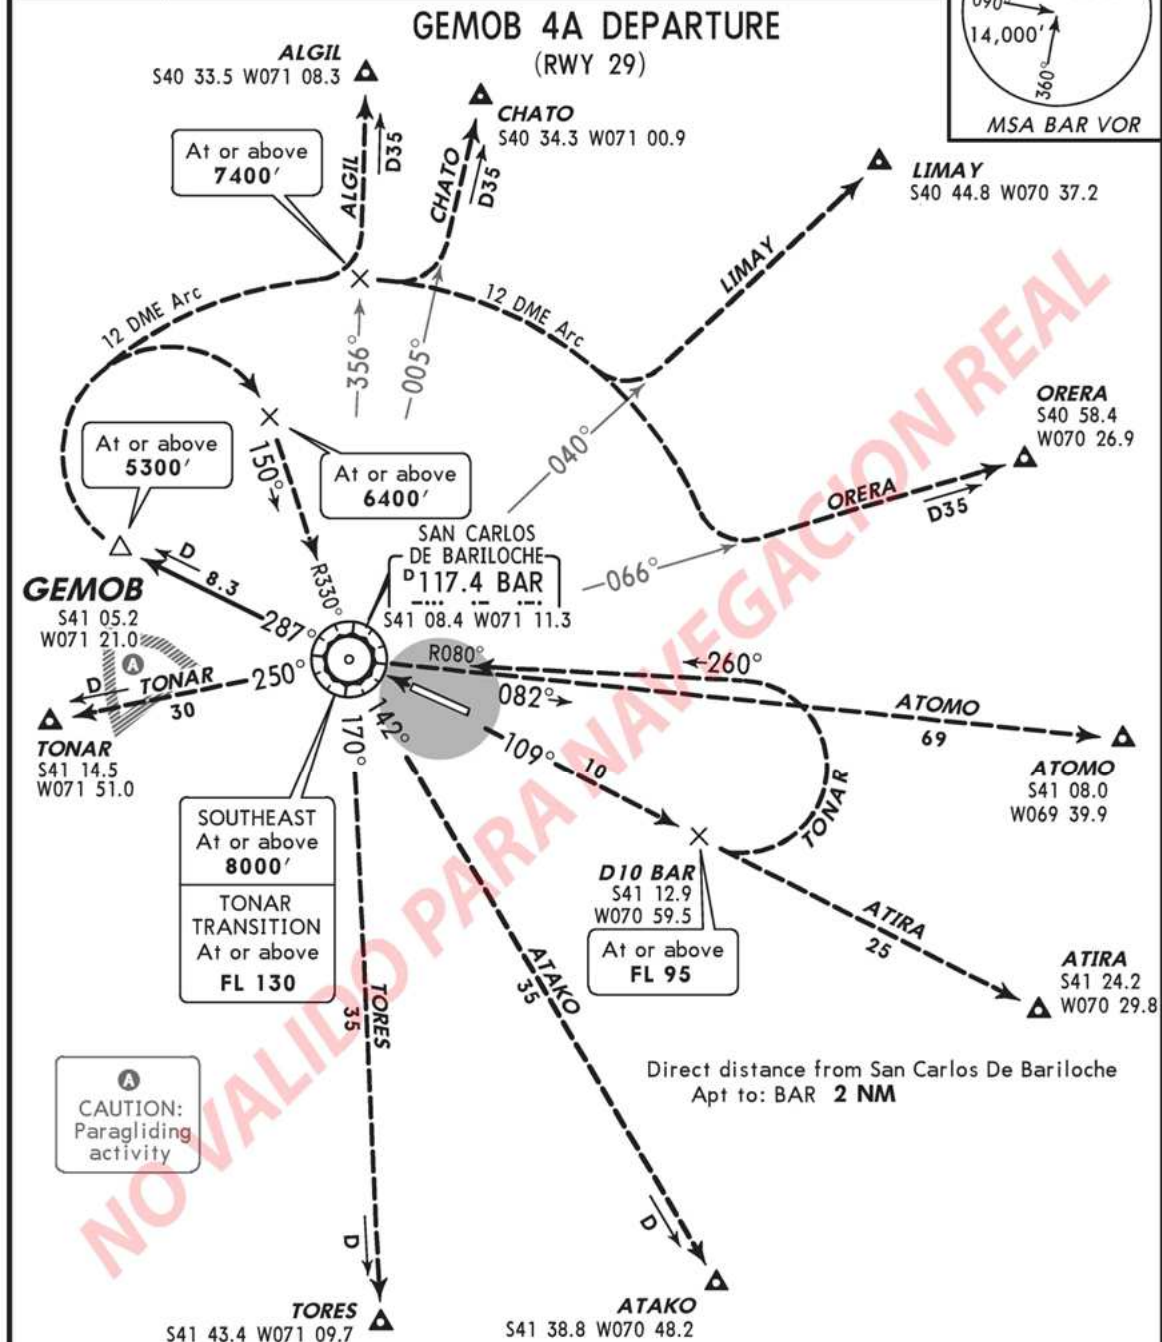 GEMOB 4A DEPARTURE
(RWY 29)
14,000'
360°
MSA BAR VOR
ALGIL
S40 33.5 W071 08.3
CHATO
S40 34.3 W071 00.9
LIMAY
S40 44.8 W070 37.2
At or above
7400'
ALGIL
D35
CHATO
D35
LIMAY
12 DME Arc
12 DME Arc
356°
005°
040°
ORERA
S40 58.4
W070 26.9
At or above
5300'
150°
At or above
6400'
ORERA
D35
SAN CARLOS
DE BARILOCHE
D 117.4 BAR
S41 08.4 W071 11.3
R330°
066°
D
8.3
GEMOB
S41 05.2
W071 21.0
287°
A
D
TONAR
30
250°
R080°
260°
082°
ATOMO
69
TONAR
S41 14.5
W071 51.0
170°
142°
109°
10
TONAR
ATOMO
S41 08.0
W069 39.9
SOUTHEAST
At or above
8000'
TONAR
TRANSITION
At or above
FL 130
D10 BAR
S41 12.9
W070 59.5
At or above
FL 95
ATIRA
25
ATIRA
S41 24.2
W070 29.8
TORES
35
ATAKO
35
A
CAUTION:
Paragliding
activity
Direct distance from San Carlos De Bariloche
Apt to: BAR 2 NM
D
D
TORES
S41 43.4 W071 09.7
ATAKO
S41 38.8 W070 48.2
NO VALIDO PARA NAVEGACION REAL